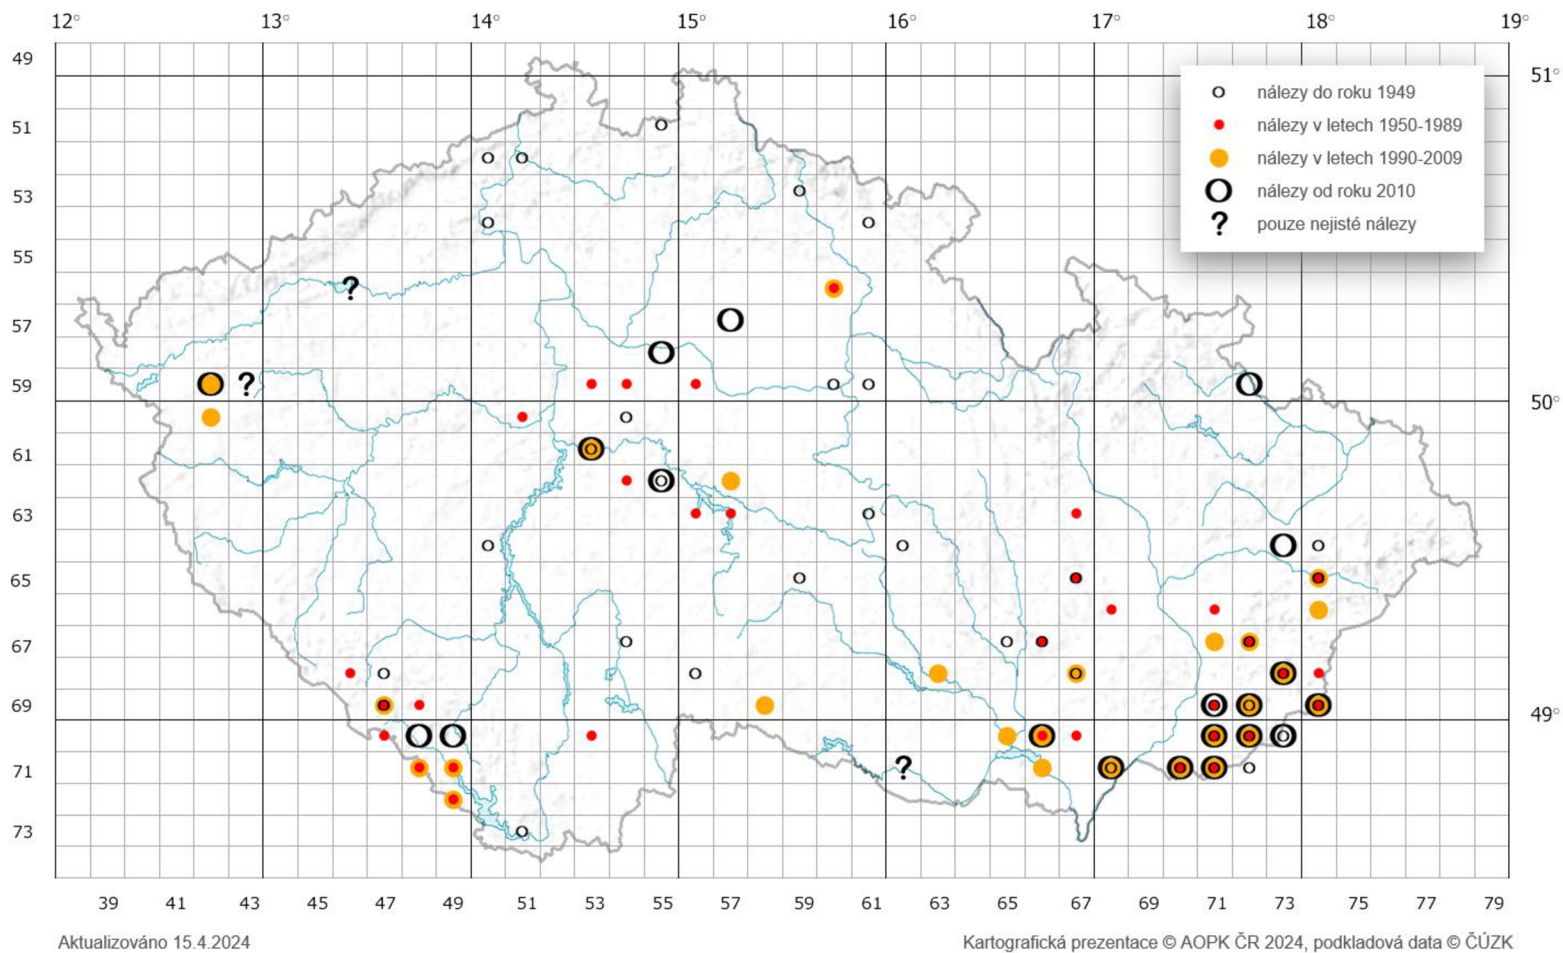 12° 13° 14° 15° 16° 17° 18° 19°
49
51°
nálezy do roku 1949
51
nálezy v letech 1950-1989
nálezy v letech 1990-2009
53
nálezy od roku 2010
? pouze nejisté nálezy
55
?
57
59
?
50°
61
63
65
67
69
49°
71
?
73
39 41 43 45 47 49 51 53 55 57 59 61 63 65 67 69 71 73 75 77 79
Aktualizováno 15.4.2024
Kartografická prezentace © AOPK ČR 2024, podkladová data © ČÚZK